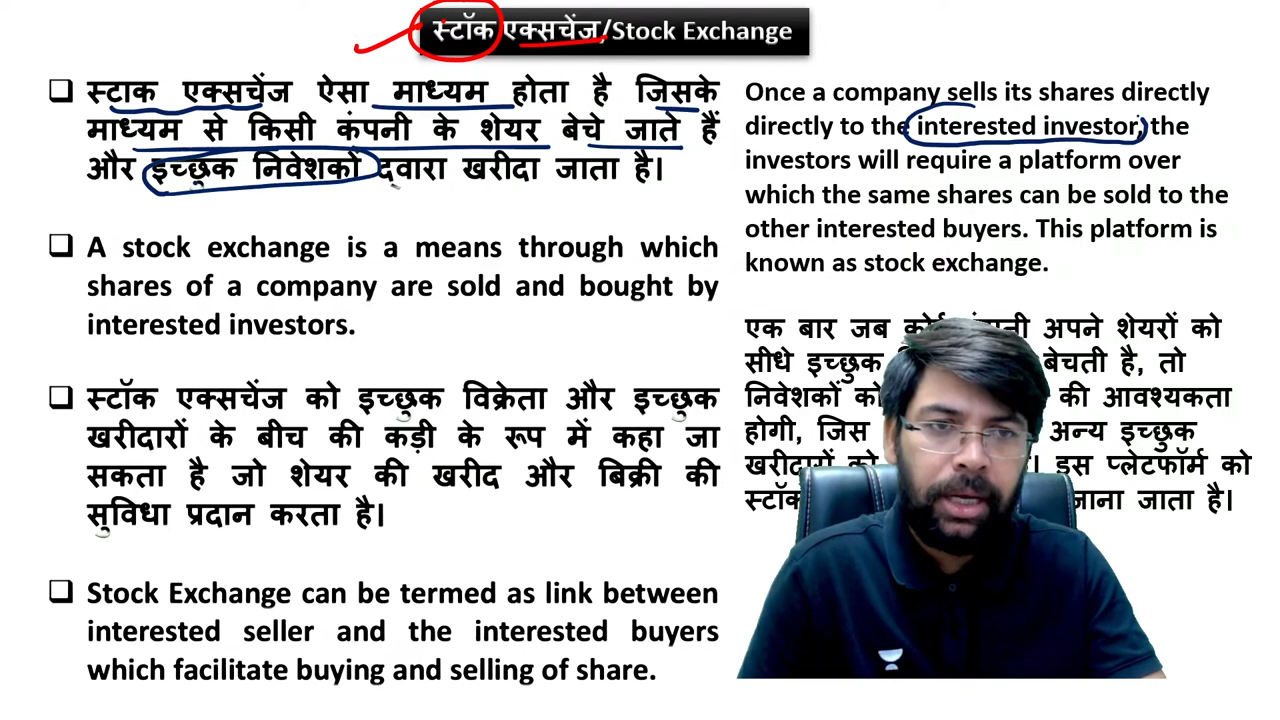 स्टॉक एक्सचेंज/Stock Exchange
स्टाक एक्सचेंज ऐसा माध्यम होता है जिसके
माध्यम से किसी कंपनी के शेयर बेचे जाते हैं
और इच्छुक निवेशकों द्वारा खरीदा जाता है।
A stock exchange is a means through which
shares of a company are sold and bought by
interested investors.
स्टॉक एक्सचेंज को इच्छुक विक्रेता और इच्छुक
खरीदारों के बीच की कड़ी के रूप में कहा जा
सकता है जो शेयर की खरीद और बिक्री की
सुविधा प्रदान करता है।
Stock Exchange can be termed as link between
interested seller and the interested buyers
which facilitate buying and selling of share.
Once a company sells its shares directly
directly to the interested investor, the
investors will require a platform over
which the same shares can be sold to the
other interested buyers. This platform is
known as stock exchange.
एक बार जब अपने शेयरों को
सीधे इच्छुक बेचती है, तो
निवेशकों को की आवश्यकता
होगी, जिस अन्य इच्छुक
खरीदारों को इस प्लेटफॉर्म को
स्टॉक जाना जाता है।